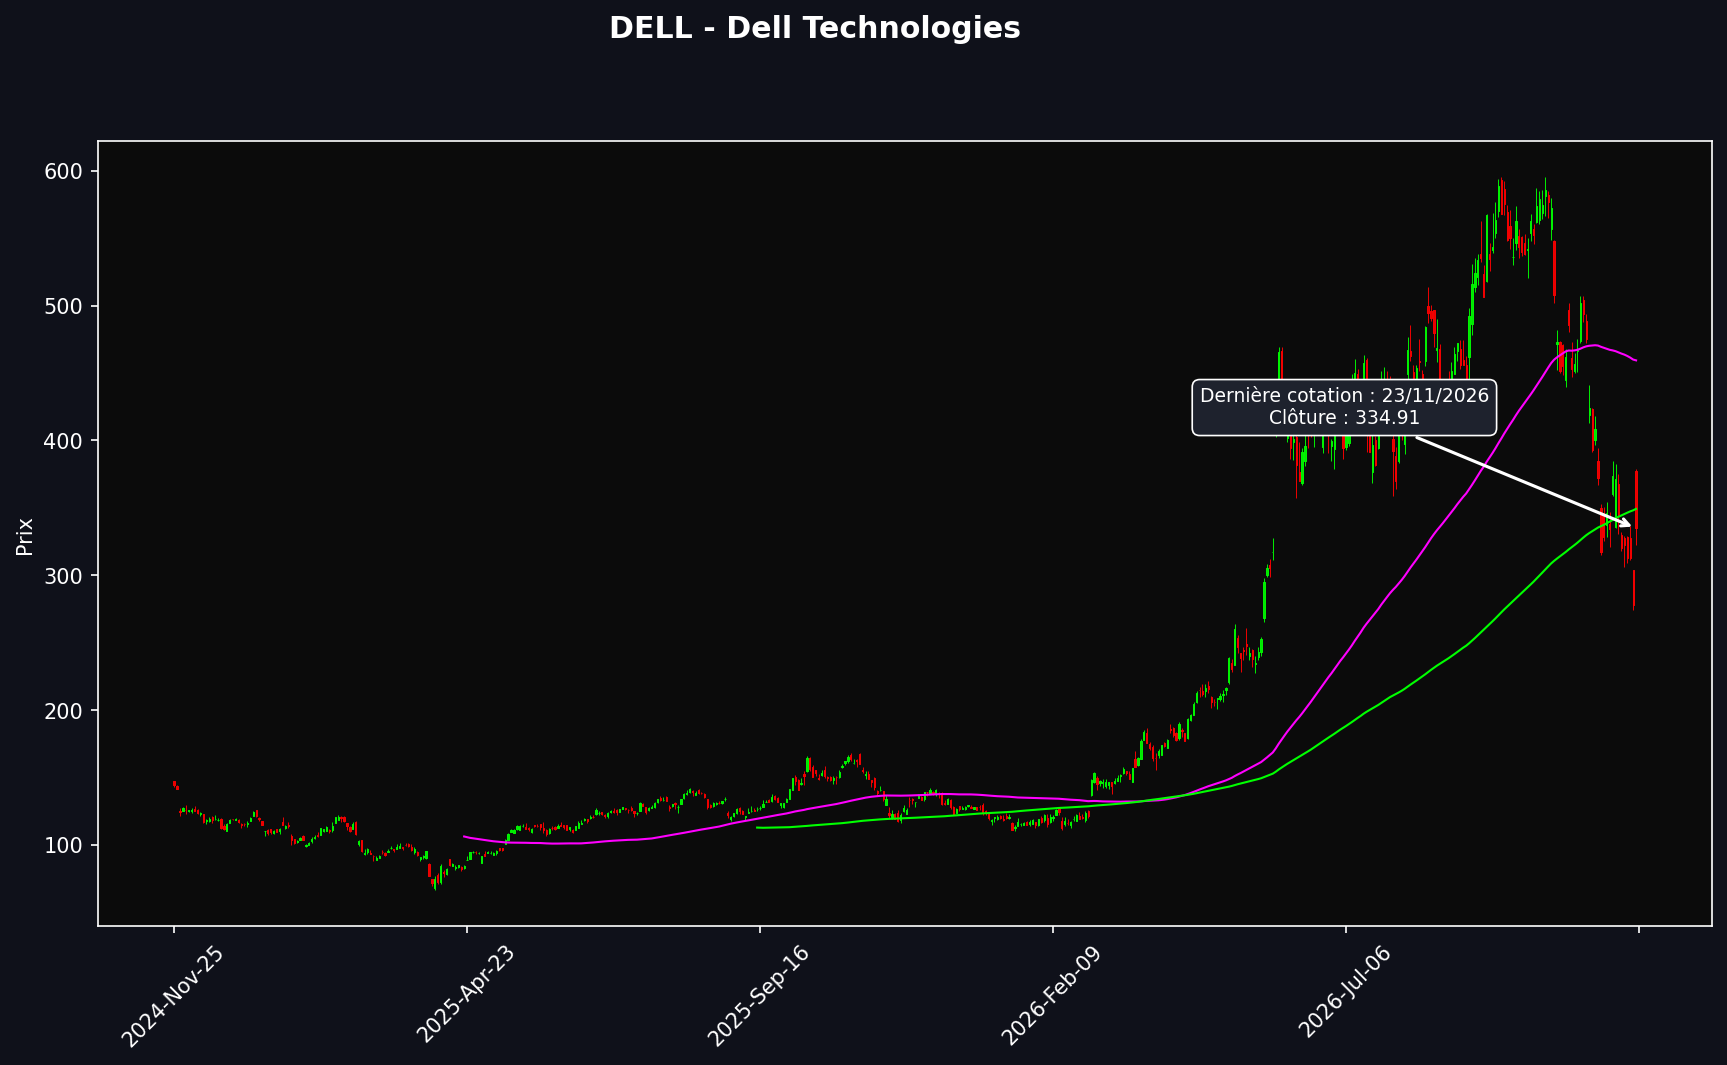 DELL - Dell Technologies
Prix
600
500
400
300
200
100
Dernière cotation : 23/11/2026
Clôture : 334.91
2024-Nov-25
2025-Apr-23
2025-Sep-16
2026-Feb-09
2026-Jul-06